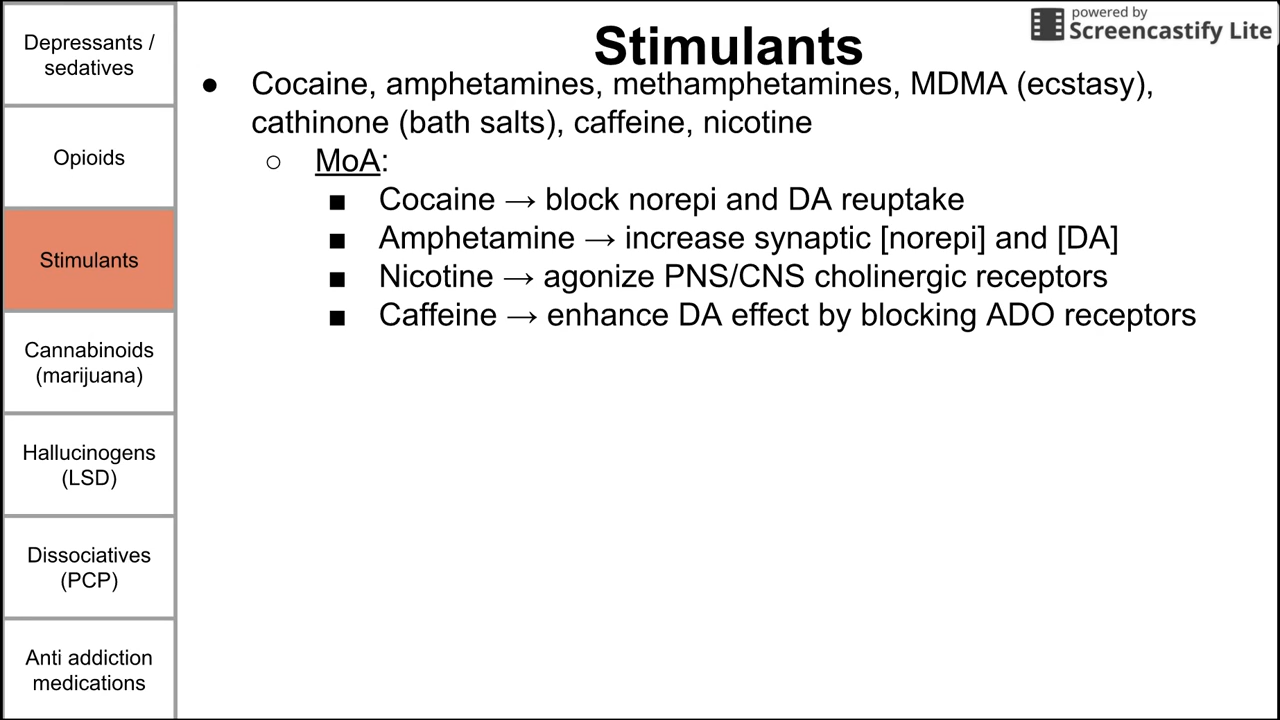 Depressants /
sedatives
Opioids
Stimulants
Cannabinoids
(marijuana)
Hallucinogens
(LSD)
Dissociatives
(PCP)
Anti addiction
medications
Stimulants
powered by
Screencastify Lite
● Cocaine, amphetamines, methamphetamines, MDMA (ecstasy),
cathinone (bath salts), caffeine, nicotine
○ MoA:
■ Cocaine → block norepi and DA reuptake
■ Amphetamine → increase synaptic [norepi] and [DA]
■ Nicotine → agonize PNS/CNS cholinergic receptors
■ Caffeine → enhance DA effect by blocking ADO receptors